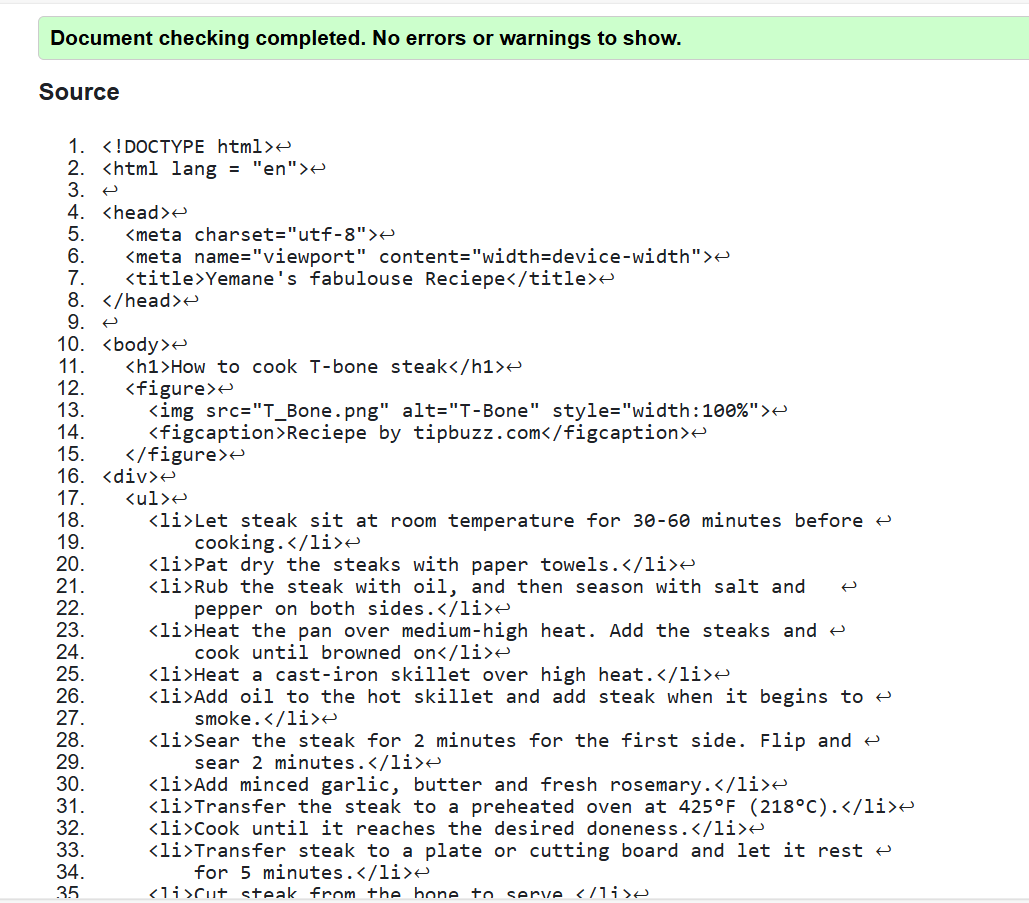 Document checking completed. No errors or warnings to show.
Source
1. <!DOCTYPE html>↩
2. <html lang = "en">↩
3. ↩
4. <head>↩
5.   <meta charset="utf-8">↩
6.   <meta name="viewport" content="width=device-width">↩
7.   <title>Yemane's fabulouse Reciepe</title>↩
8. </head>↩
9. ↩
10. <body>↩
11.   <h1>How to cook T-bone steak</h1>↩
12.   <figure>↩
13.     <img src="T_Bone.png" alt="T-Bone" style="width:100%">↩
14.     <figcaption>Reciepe by tipbuzz.com</figcaption>↩
15.   </figure>↩
16. <div>↩
17.   <ul>↩
18.     <li>Let steak sit at room temperature for 30-60 minutes before ↩
19.         cooking.</li>↩
20.     <li>Pat dry the steaks with paper towels.</li>↩
21.     <li>Rub the steak with oil, and then season with salt and   ↩
22.         pepper on both sides.</li>↩
23.     <li>Heat the pan over medium-high heat. Add the steaks and ↩
24.         cook until browned on</li>↩
25.     <li>Heat a cast-iron skillet over high heat.</li>↩
26.     <li>Add oil to the hot skillet and add steak when it begins to ↩
27.         smoke.</li>↩
28.     <li>Sear the steak for 2 minutes for the first side. Flip and ↩
29.         sear 2 minutes.</li>↩
30.     <li>Add minced garlic, butter and fresh rosemary.</li>↩
31.     <li>Transfer the steak to a preheated oven at 425°F (218°C).</li>↩
32.     <li>Cook until it reaches the desired doneness.</li>↩
33.     <li>Transfer steak to a plate or cutting board and let it rest ↩
34.         for 5 minutes.</li>↩
35.     <li>Cut steak from the bone to serve.</li>↩